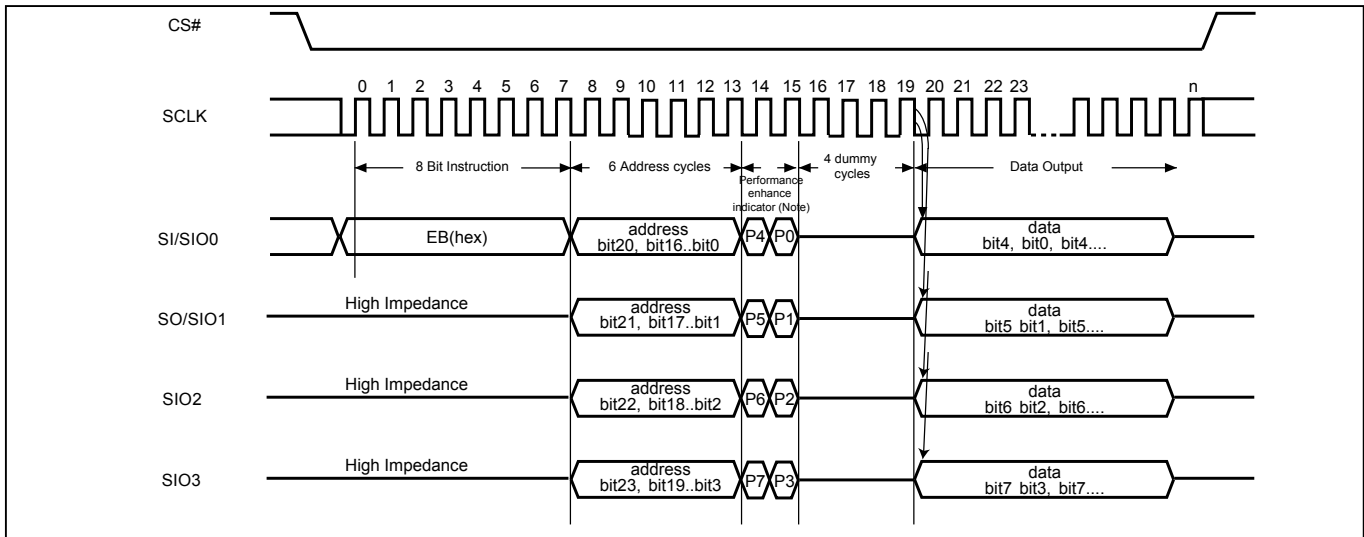 CS#
0 1 2 3 4 5 6 7 8 9 10 11 12 13 14 15 16 17 18 19 20 21 22 23 n
SCLK
8 Bit Instruction
6 Address cycles
Performance
enhance
indicator (Note)
4 dummy
cycles
Data Output
SI/SIO0
EB(hex)
address
bit20, bit16..bit0
P4 P0
data
bit4, bit0, bit4....
SO/SIO1
High Impedance
address
bit21, bit17..bit1
P5 P1
data
bit5 bit1, bit5....
SIO2
High Impedance
address
bit22, bit18..bit2
P6 P2
data
bit6 bit2, bit6....
SIO3
High Impedance
address
bit23, bit19..bit3
P7 P3
data
bit7 bit3, bit7....